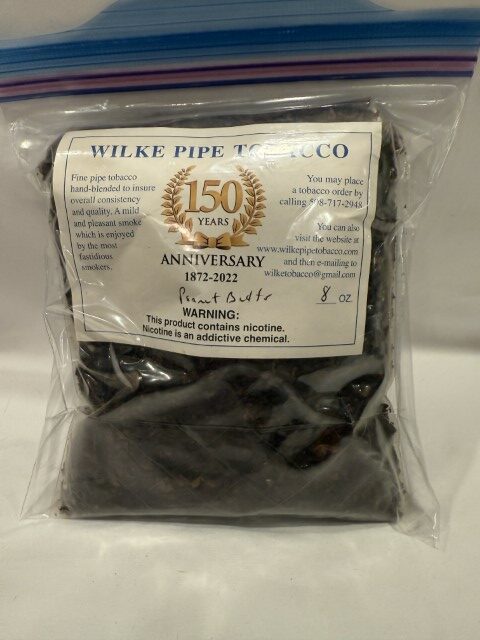 WILKE PIPE TOBACCO
Fine pipe tobacco
hand-blended to insure
overall consistency
and quality. A mild
and pleasant smoke
which is enjoyed
by the most
fastidious
smokers.
150
YEARS
ANNIVERSARY
1872-2022
You may place
a tobacco order by
calling 508-717-2948
You can also
visit the website at
www.wilkepipetobacco.com
and then e-mailing to
wilketobacco@gmail.com
Peanut Butter
8 OZ
WARNING:
This product contains nicotine.
Nicotine is an addictive chemical.